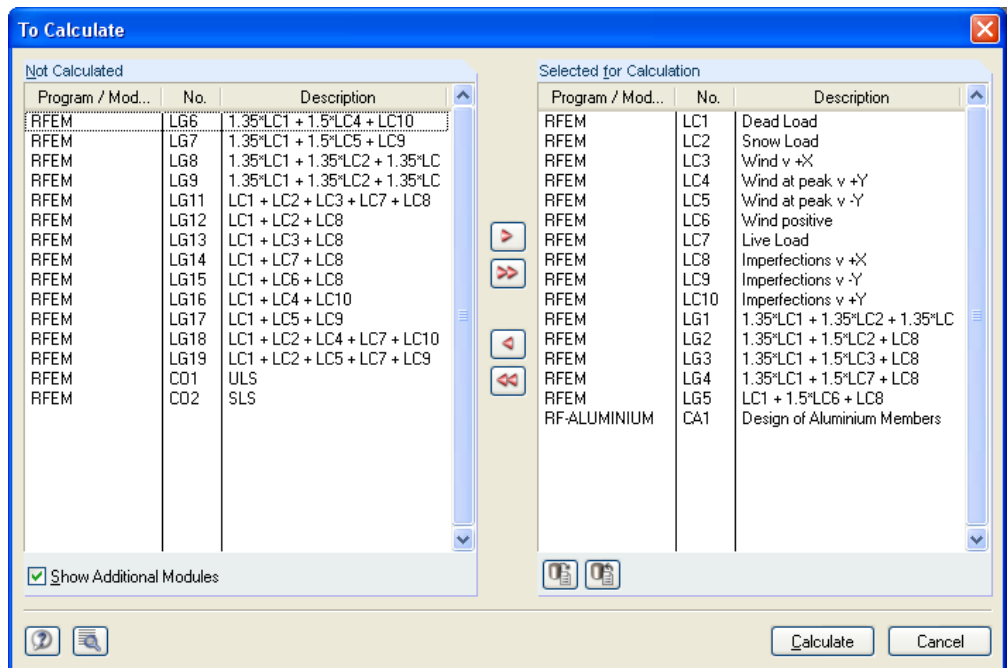 To Calculate
Not Calculated
Program / Mod... No. Description
RFEM LG6 1.35*LC1 + 1.5*LC4 + LC10
RFEM LG7 1.35*LC1 + 1.5*LC5 + LC9
RFEM LG8 1.35*LC1 + 1.35*LC2 + 1.35*LC
RFEM LG9 1.35*LC1 + 1.35*LC2 + 1.35*LC
RFEM LG11 LC1 + LC2 + LC3 + LC7 + LC8
RFEM LG12 LC1 + LC2 + LC8
RFEM LG13 LC1 + LC3 + LC8
RFEM LG14 LC1 + LC7 + LC8
RFEM LG15 LC1 + LC6 + LC8
RFEM LG16 LC1 + LC4 + LC10
RFEM LG17 LC1 + LC5 + LC9
RFEM LG18 LC1 + LC2 + LC4 + LC7 + LC10
RFEM LG19 LC1 + LC2 + LC5 + LC7 + LC9
RFEM CO1 ULS
RFEM CO2 SLS
Show Additional Modules
Selected for Calculation
Program / Mod... No. Description
RFEM LC1 Dead Load
RFEM LC2 Snow Load
RFEM LC3 Wind v +X
RFEM LC4 Wind at peak v +Y
RFEM LC5 Wind at peak v -Y
RFEM LC6 Wind positive
RFEM LC7 Live Load
RFEM LC8 Imperfections v +X
RFEM LC9 Imperfections v -Y
RFEM LC10 Imperfections v +Y
RFEM LG1 1.35*LC1 + 1.35*LC2 + 1.35*LC
RFEM LG2 1.35*LC1 + 1.5*LC2 + LC8
RFEM LG3 1.35*LC1 + 1.5*LC3 + LC8
RFEM LG4 1.35*LC1 + 1.5*LC7 + LC8
RFEM LG5 LC1 + 1.5*LC6 + LC8
RF-ALUMINIUM CA1 Design of Aluminium Members
Calculate Cancel